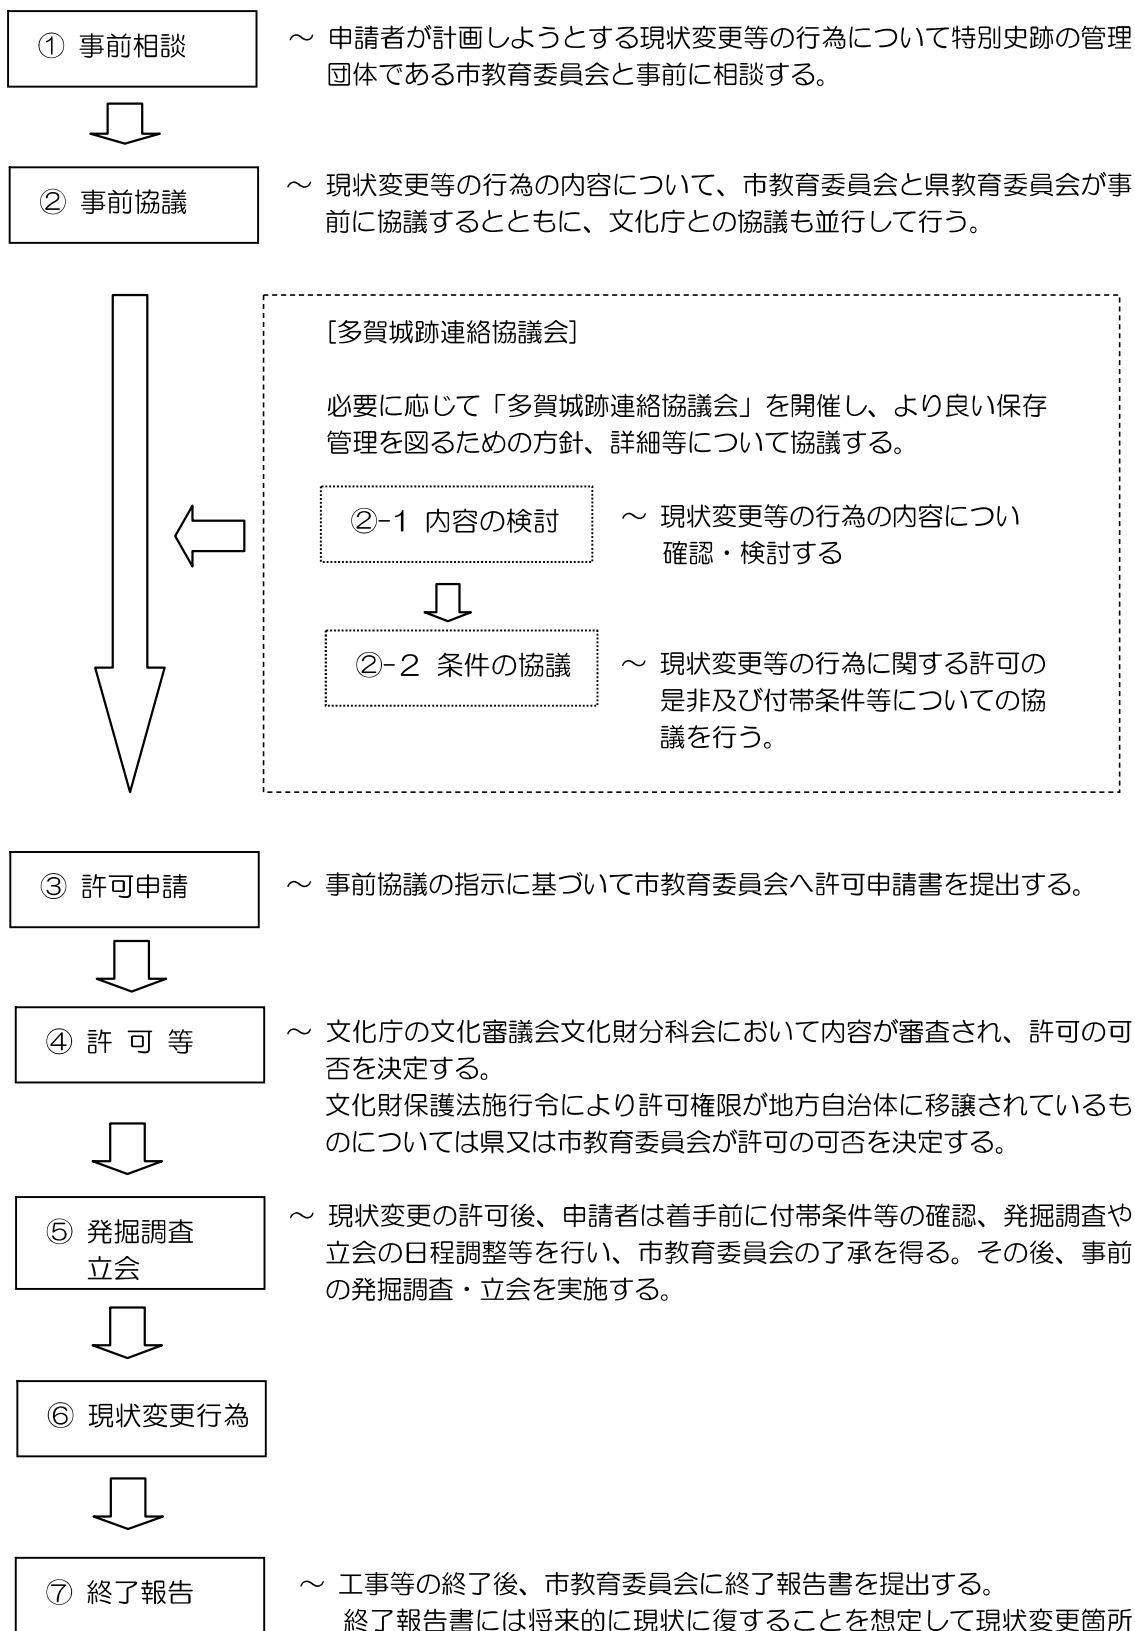 ① 事前相談
～ 申請者が計画しようとする現状変更等の行為について特別史跡の管理
団体である市教育委員会と事前に相談する。
② 事前協議
～ 現状変更等の行為の内容について、市教育委員会と県教育委員会が事
前に協議するとともに、文化庁との協議も並行して行う。
[多賀城跡連絡協議会]
必要に応じて「多賀城跡連絡協議会」を開催し、より良い保存
管理を図るための方針、詳細等について協議する。
②-1 内容の検討
～ 現状変更等の行為の内容につい
確認・検討する
②-2 条件の協議
～ 現状変更等の行為に関する許可の
是非及び付帯条件等についての協
議を行う。
③ 許可申請
～ 事前協議の指示に基づいて市教育委員会へ許可申請書を提出する。
④ 許 可 等
～ 文化庁の文化審議会文化財分科会において内容が審査され、許可の可
否を決定する。
文化財保護法施行令により許可権限が地方自治体に移譲されているも
のについては県又は市教育委員会が許可の可否を決定する。
⑤ 発掘調査
立会
～ 現状変更の許可後、申請者は着手前に付帯条件等の確認、発掘調査や
立会の日程調整等を行い、市教育委員会の了承を得る。その後、事前
の発掘調査・立会を実施する。
⑥ 現状変更行為
⑦ 終了報告
～ 工事等の終了後、市教育委員会に終了報告書を提出する。
終了報告書には将来的に現状に復することを想定して現状変更箇所